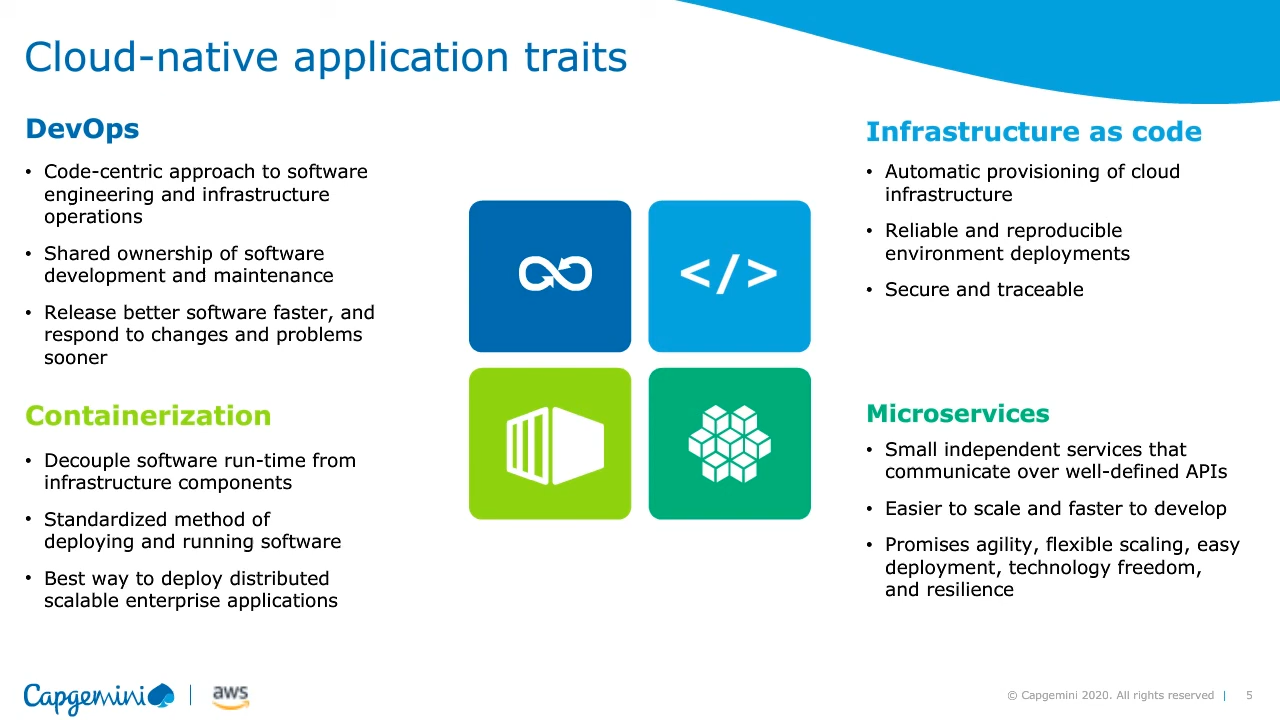 Cloud-native application traits
DevOps
• Code-centric approach to software
engineering and infrastructure
operations
• Shared ownership of software
development and maintenance
• Release better software faster, and
respond to changes and problems
sooner
Containerization
• Decouple software run-time from
infrastructure components
• Standardized method of
deploying and running software
• Best way to deploy distributed
scalable enterprise applications
</>
Infrastructure as code
• Automatic provisioning of cloud
infrastructure
• Reliable and reproducible
environment deployments
• Secure and traceable
Microservices
• Small independent services that
communicate over well-defined APIs
• Easier to scale and faster to develop
• Promises agility, flexible scaling, easy
deployment, technology freedom,
and resilience
Capgemini | aws
© Capgemini 2020. All rights reserved | 5